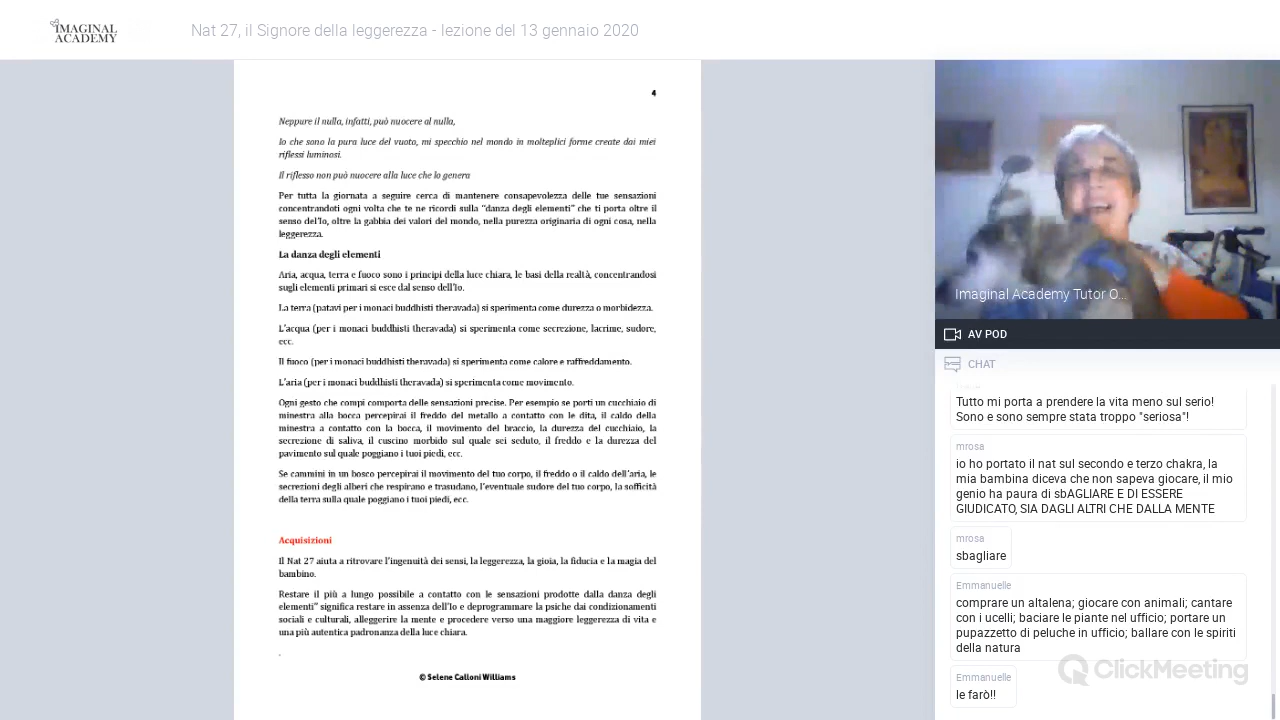 IMAGINAL
ACADEMY
Nat 27, il Signore della leggerezza - lezione del 13 gennaio 2020
4
Neppure il nulla, infatti, può nuocere al nulla,
Io che sono la pura luce del vuoto, mi specchio nel mondo in molteplici forme create dai miei
riflessi luminosi.
Il riflesso non può nuocere alla luce che lo genera
Per tutta la giornata a seguire cerca di mantenere consapevolezza delle tue sensazioni
concentrandoti ogni volta che te ne ricordi sulla “danza degli elementi” che ti porta oltre il
senso del’Io, oltre la gabbia dei valori del mondo, nella purezza originaria di ogni cosa, nella
leggerezza.
La danza degli elementi
Aria, acqua, terra e fuoco sono i principi della luce chiara, le basi della realtà, concentrandosi
sugli elementi primari si esce dal senso dell’Io.
La terra (patavi per i monaci buddhisti theravada) si sperimenta come durezza o morbidezza.
L’acqua (per i monaci buddhisti theravada) si sperimenta come secrezione, lacrime, sudore,
ecc.
Il fuoco (per i monaci buddhisti theravada) si sperimenta come calore e raffreddamento.
L’aria (per i monaci buddhisti theravada) si sperimenta come movimento.
Ogni gesto che compi comporta delle sensazioni precise. Per esempio se porti un cucchiaio di
minestra alla bocca percepirai il freddo del metallo a contatto con le dita, il caldo della
minestra a contatto con la bocca, il movimento del braccio, la durezza del cucchiaio, la
secrezione di saliva, il cuscino morbido sul quale sei seduto, il freddo e la durezza del
pavimento sul quale poggiano i tuoi piedi, ecc.
Se cammini in un bosco percepirai il movimento del tuo corpo, il freddo o il caldo dell’aria, le
secrezioni degli alberi che respirano e trasudano, l’eventuale sudore del tuo corpo, la sofficità
della terra sulla quale poggiano i tuoi piedi, ecc.
Acquisizioni
Il Nat 27 aiuta a ritrovare l’ingenuità dei sensi, la leggerezza, la gioia, la fiducia e la magia del
bambino.
Restare il più a lungo possibile a contatto con le sensazioni prodotte dalla danza degli
elementi” significa restare in assenza dell’Io e deprogrammare la psiche dai condizionamenti
sociali e culturali, alleggerire la mente e procedere verso una maggiore leggerezza di vita e
una più autentica padronanza della luce chiara.
.
© Selene Calloni Williams
Imaginal Academy Tutor O...
AV POD
CHAT
Tutto mi porta a prendere la vita meno sul serio!
Sono e sono sempre stata troppo "seriosa"!
mrosa
io ho portato il nat sul secondo e terzo chakra, la
mia bambina diceva che non sapeva giocare, il mio
genio ha paura di sbAGLIARE E DI ESSERE
GIUDICATO, SIA DAGLI ALTRI CHE DALLA MENTE
mrosa
sbagliare
Emmanuelle
comprare un altalena; giocare con animali; cantare
con i ucelli; baciare le piante nel ufficio; portare un
pupazzetto di peluche in ufficio; ballare con le spiriti
della natura
Emmanuelle
le farò!!
ClickMeeting